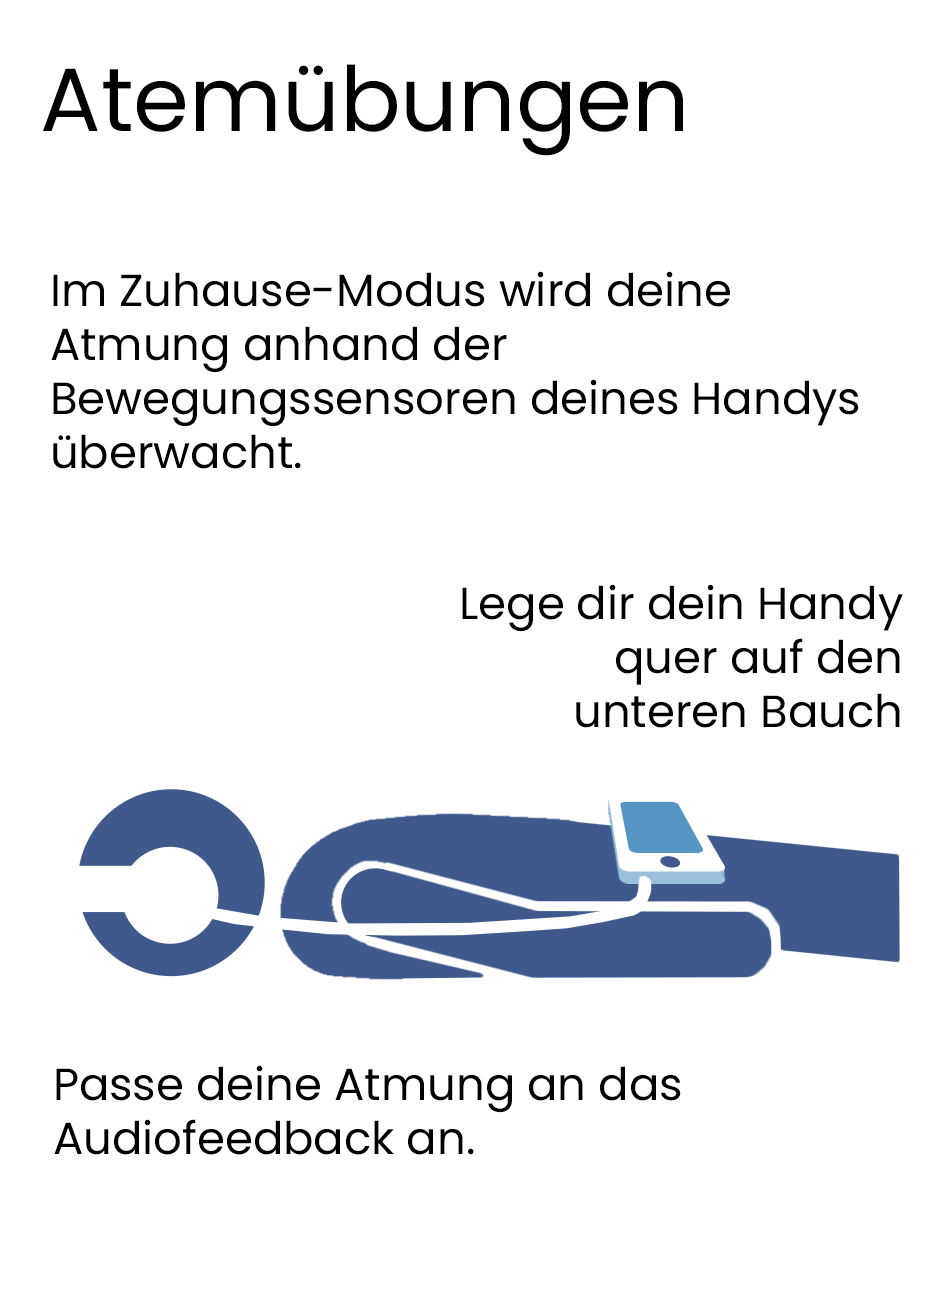 Atemübungen
Im Zuhause-Modus wird deine
Atmung anhand der
Bewegungssensoren deines Handys
überwacht.
Lege dir dein Handy
quer auf den
unteren Bauch
Passe deine Atmung an das
Audiofeedback an.